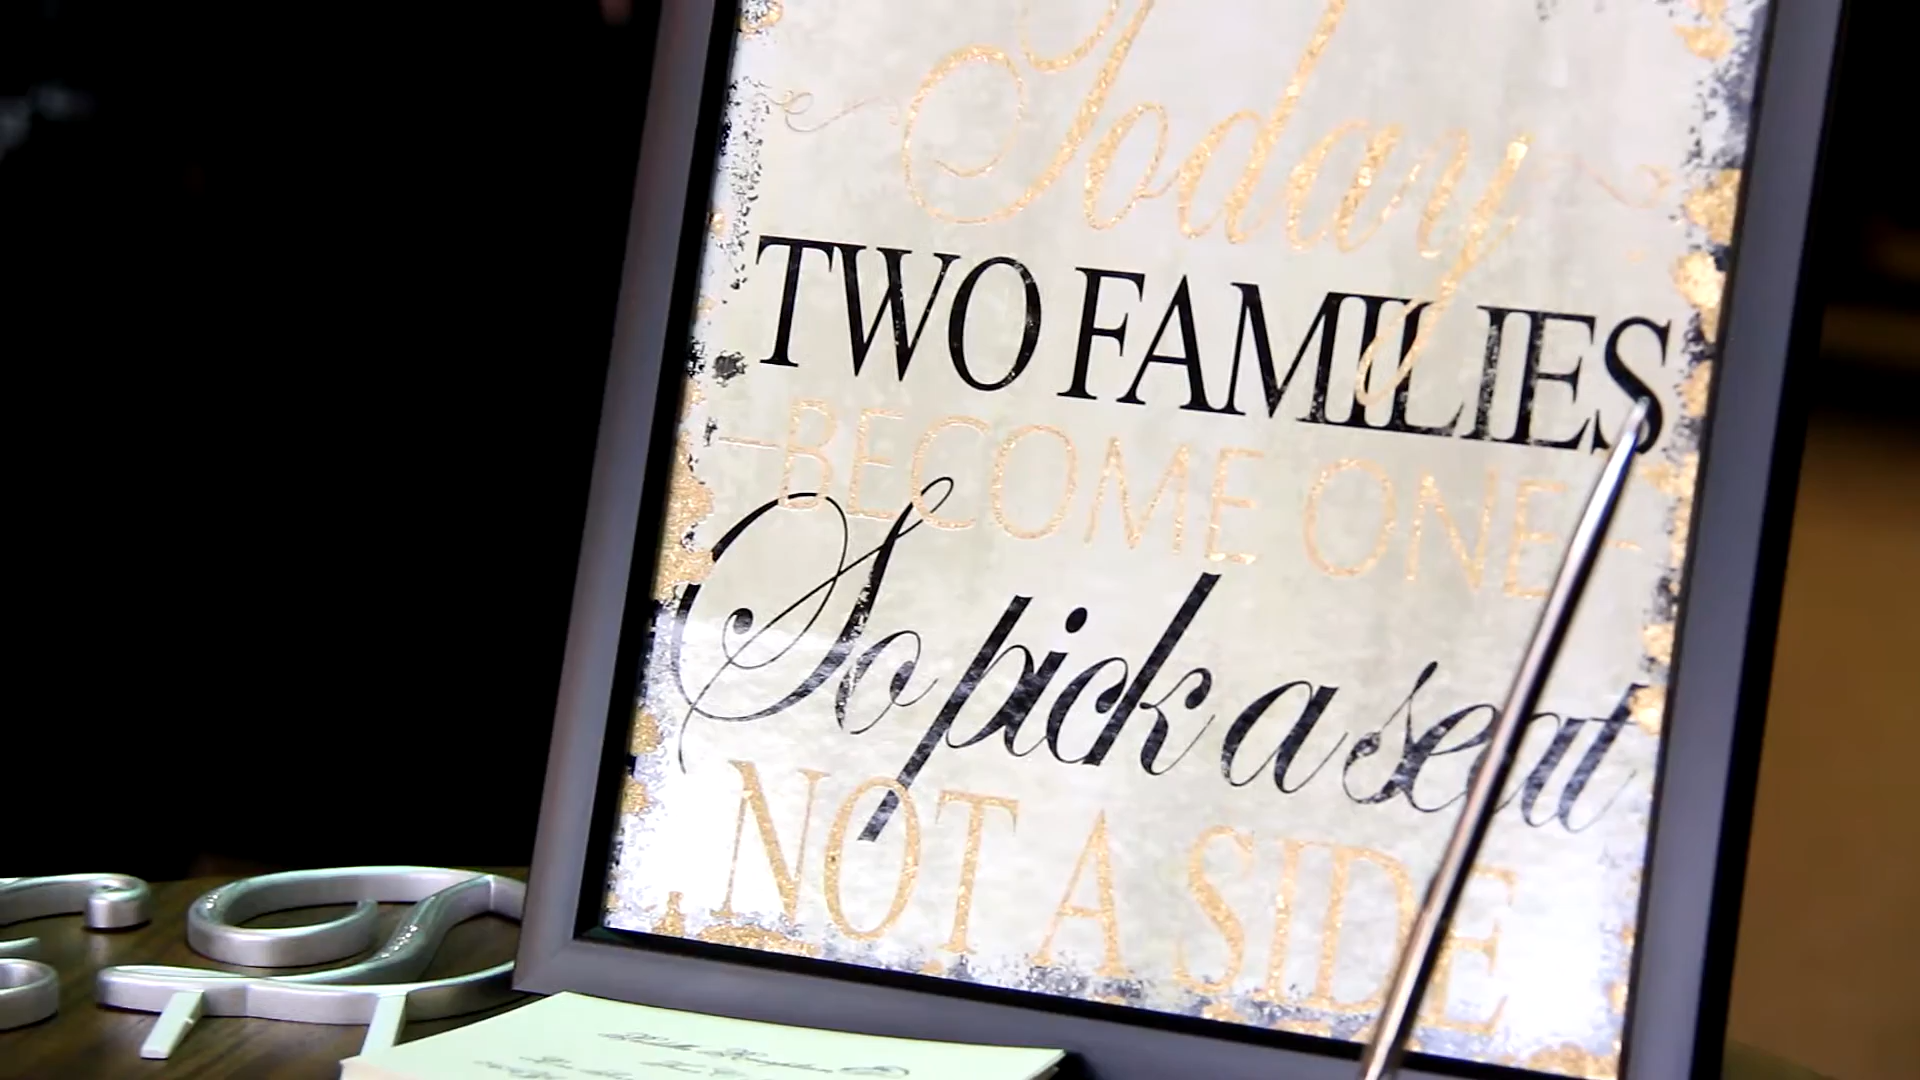 Today
TWO FAMILIES
BECOME ONE
So pick a seat
NOT A SIDE